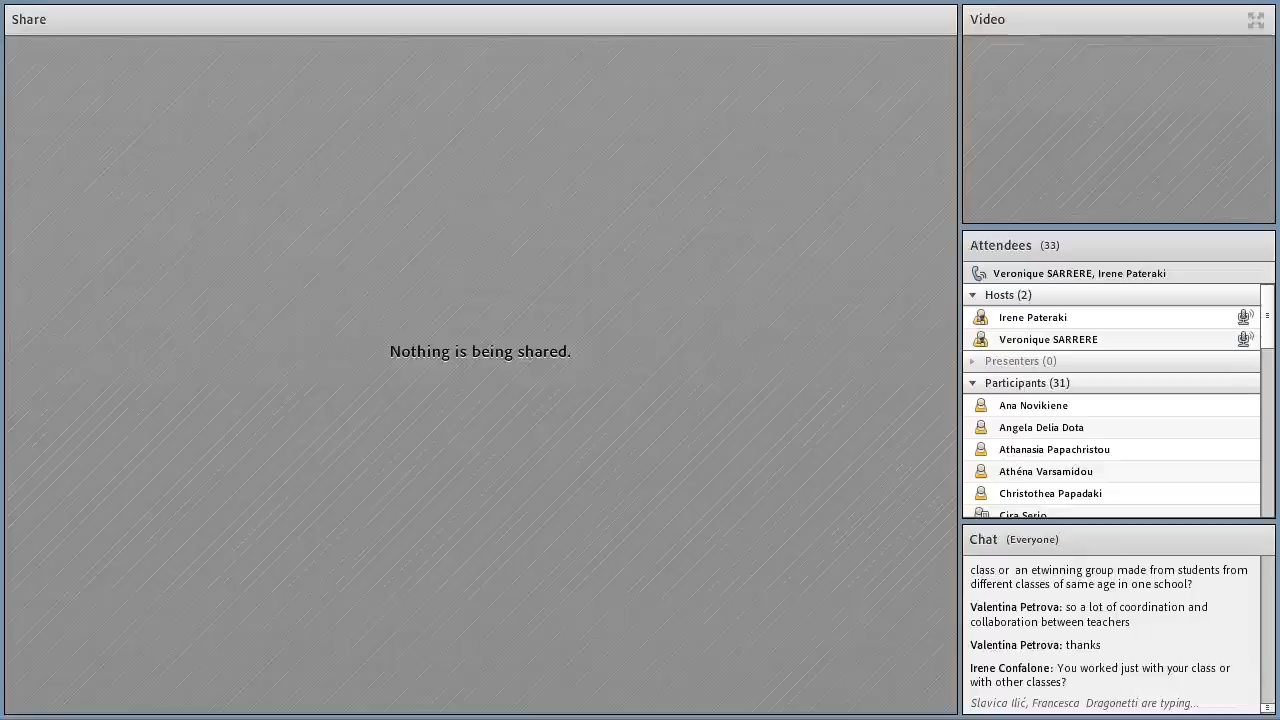 Share
Nothing is being shared.
Video
Attendees (33)
Veronique SARRERE, Irene Pateraki
Hosts (2)
Irene Pateraki
Veronique SARRERE
Presenters (0)
Participants (31)
Ana Novikiene
Angela Delia Dota
Athanasia Papachristou
Athéna Varsamidou
Christothea Papadaki
Cira Serio
Chat (Everyone)
class or an etwinning group made from students from
different classes of same age in one school?
Valentina Petrova: so a lot of coordination and
collaboration between teachers
Valentina Petrova: thanks
Irene Confalone: You worked just with your class or
with other classes?
Slavica Ilić, Francesca Dragonetti are typing...